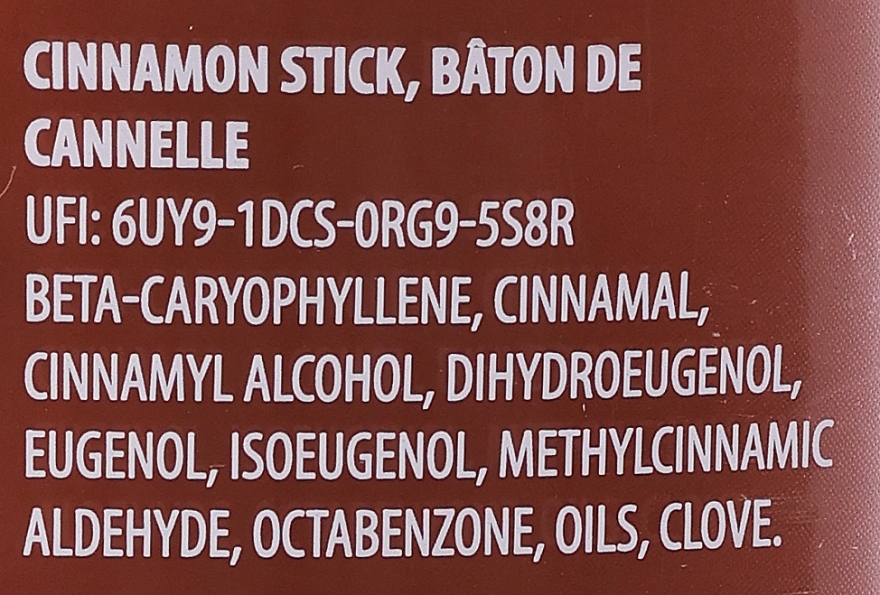 CINNAMON STICK, BÂTON DE
CANNELLE
UFI: 6UY9-1DCS-0RG9-5S8R
BETA-CARYOPHYLLENE, CINNAMAL,
CINNAMYL ALCOHOL, DIHYDROEUGENOL,
EUGENOL, ISOEUGENOL, METHYLCINNAMIC
ALDEHYDE, OCTABENZONE, OILS, CLOVE.